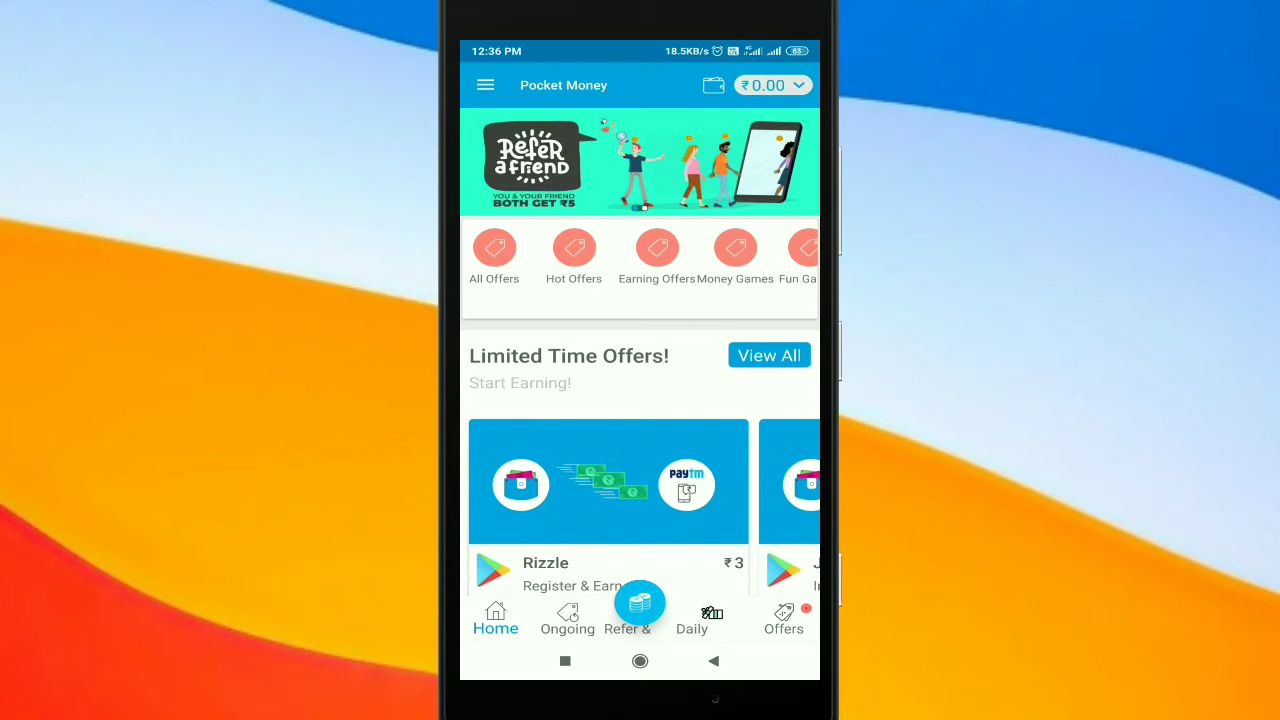 12:36 PM 18.5KB/s 4G 83
Pocket Money ₹0.00
Refer
a friend
YOU & YOUR FRIEND
BOTH GET ₹5
All Offers Hot Offers Earning Offers Money Games Fun Ga
Limited Time Offers! View All
Start Earning!
paytm
Rizzle ₹3 J
Register & Earn I
Home Ongoing Refer & Daily Offers